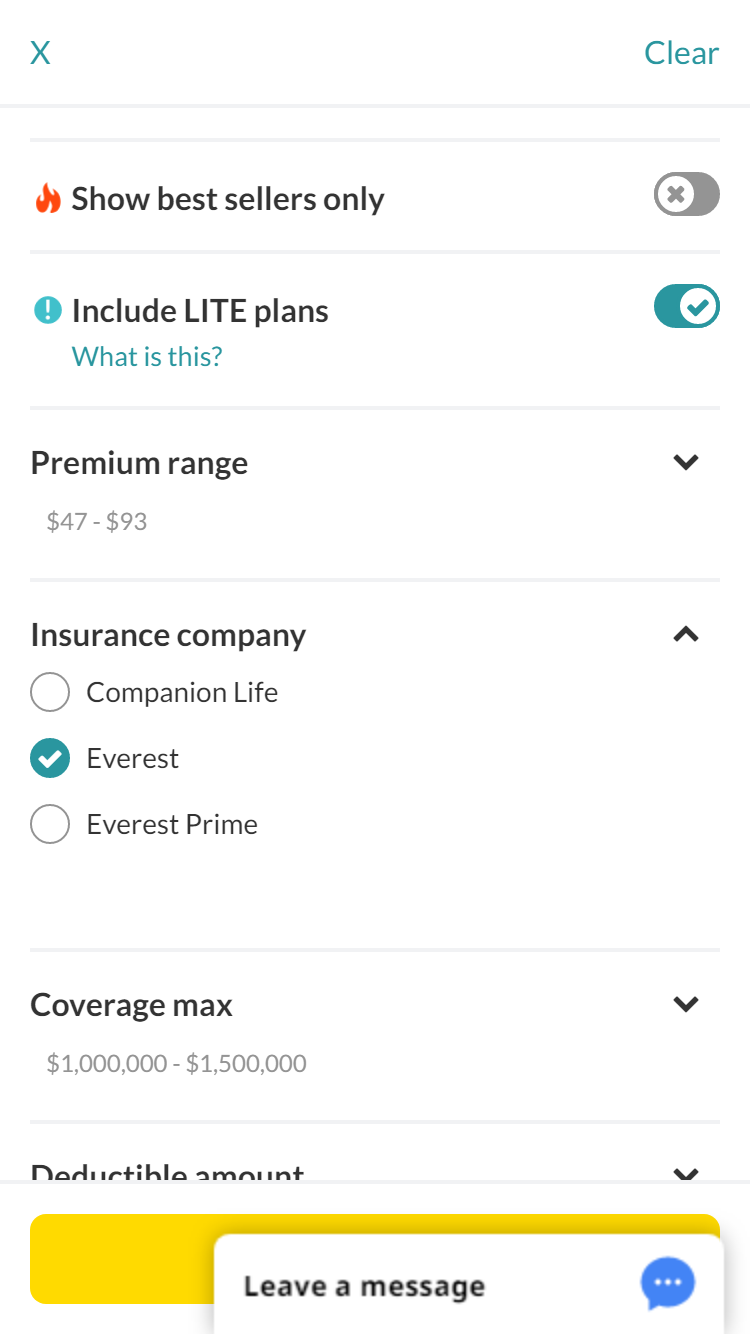 X
Clear
Show best sellers only
Include LITE plans
What is this?
Premium range
$47 - $93
Insurance company
Companion Life
Everest
Everest Prime
Coverage max
$1,000,000 - $1,500,000
Deductible amount
Leave a message